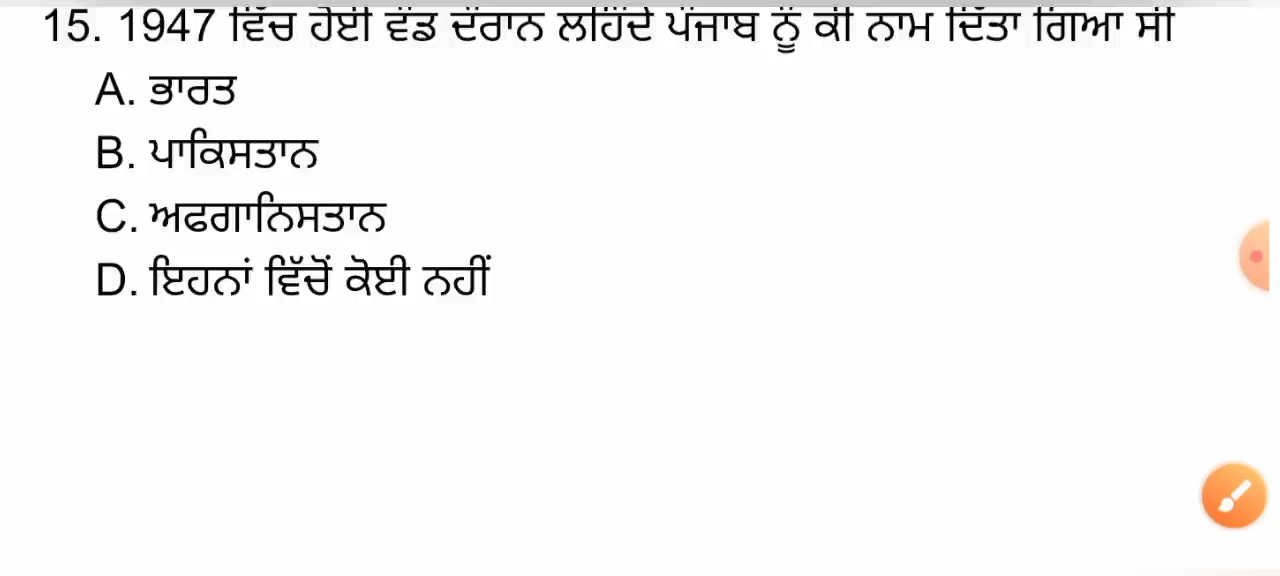 15. 1947 ਵਿੱਚ ਹੋਈ ਵੰਡ ਦੌਰਾਨ ਲਹਿੰਦੇ ਪੰਜਾਬ ਨੂੰ ਕੀ ਨਾਮ ਦਿੱਤਾ ਗਿਆ ਸੀ
A. ਭਾਰਤ
B. ਪਾਕਿਸਤਾਨ
C. ਅਫਗਾਨਿਸਤਾਨ
D. ਇਹਨਾਂ ਵਿੱਚੋਂ ਕੋਈ ਨਹੀਂ